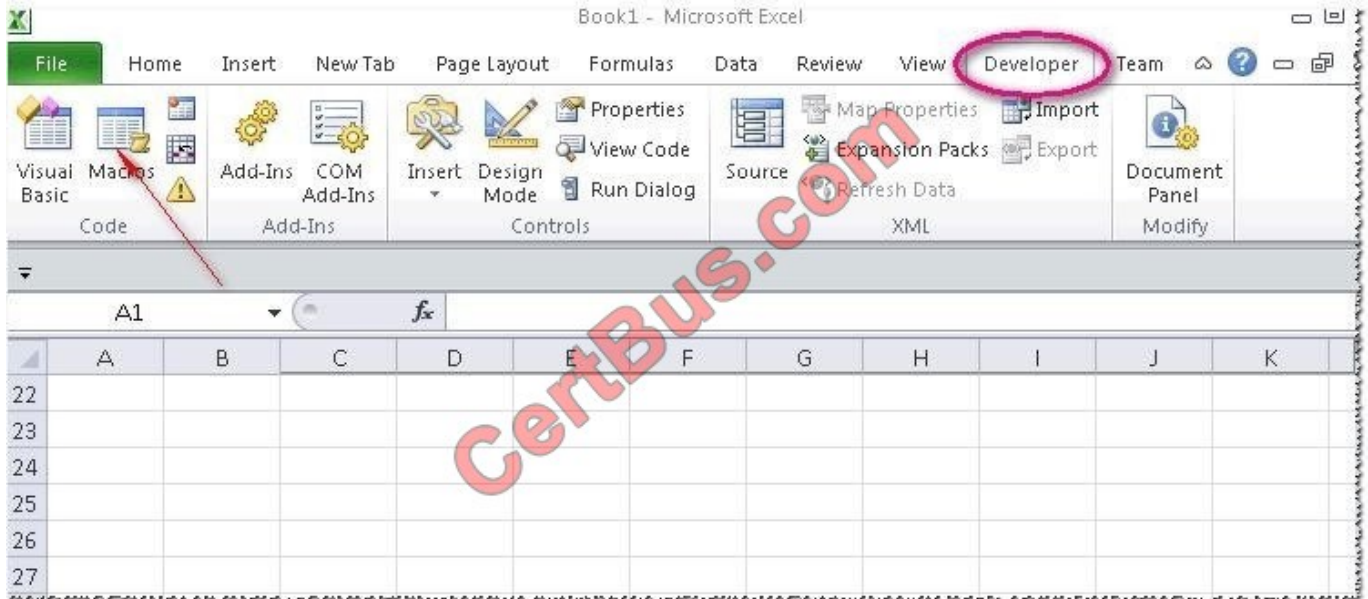 Book1 - Microsoft Excel
File Home Insert New Tab Page Layout Formulas Data Review View Developer Team
Properties Map Properties Import
View Code Expansion Packs Export
Visual Basic Macros Add-Ins COM Add-Ins Insert Design Mode Run Dialog Source Refresh Data Document Panel
Code Add-Ins Controls XML Modify
A1 fx
A B C D E F G H I J K
22
23
24
25
26
27
CertBus.com